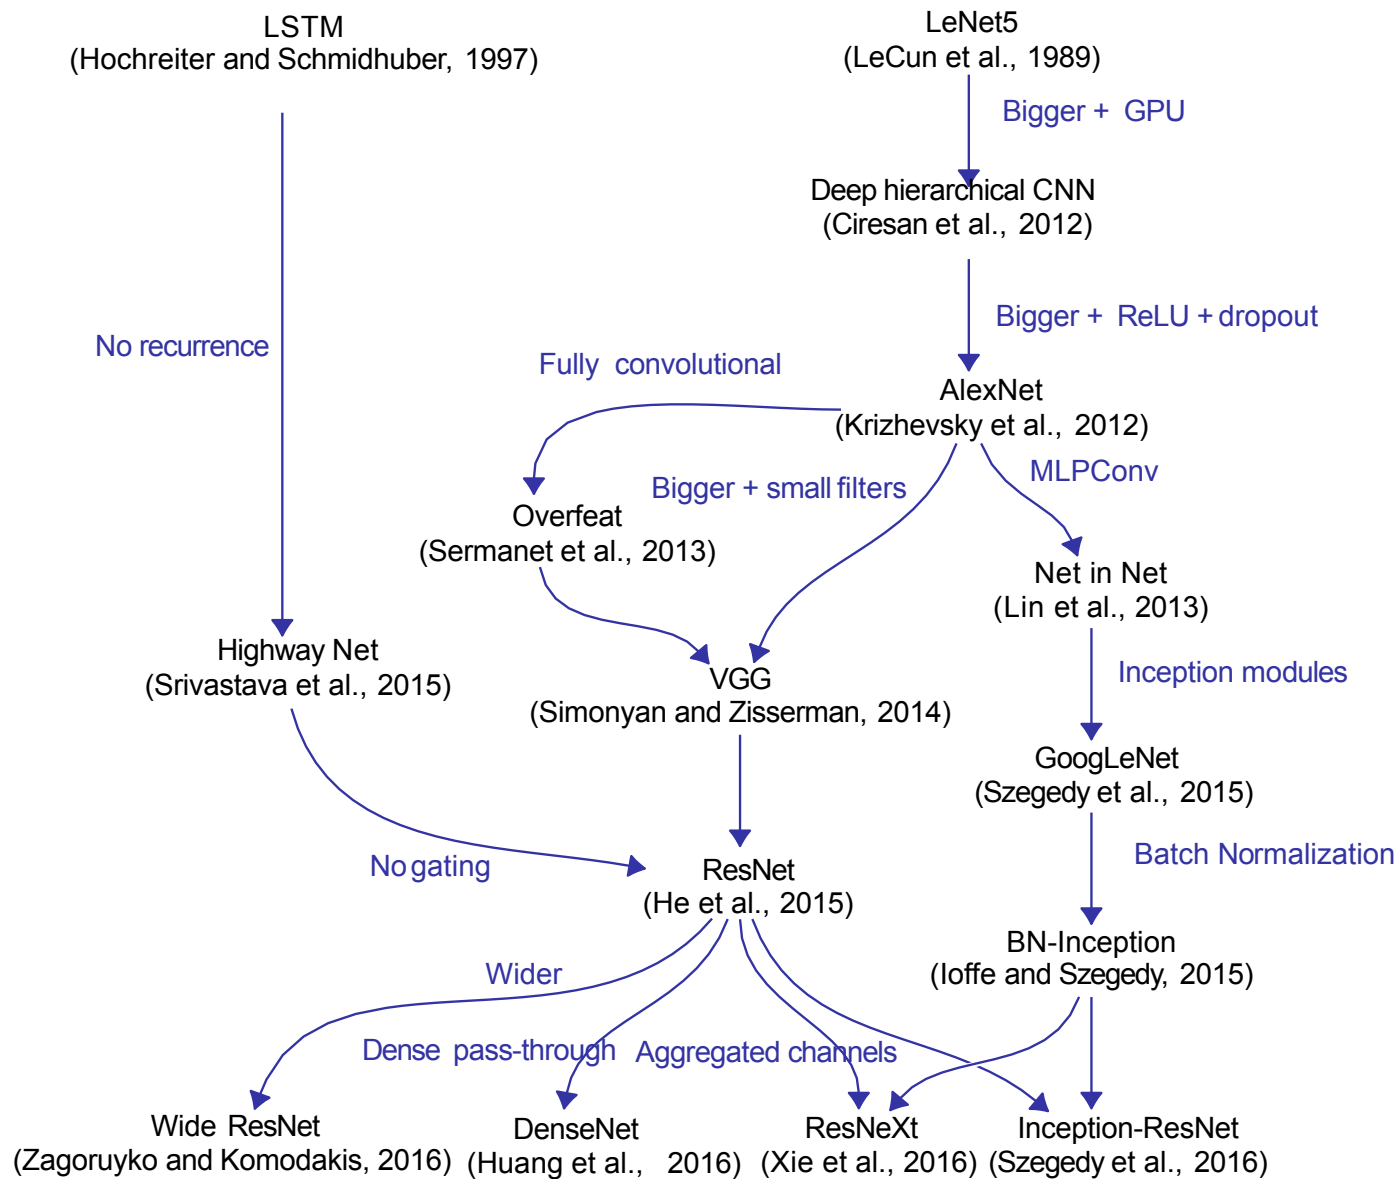 LSTM
(Hochreiter and Schmidhuber, 1997)
LeNet5
(LeCun et al., 1989)
Bigger + GPU
Deep hierarchical CNN
(Ciresan et al., 2012)
Bigger + ReLU + dropout
No recurrence
Fully convolutional
AlexNet
(Krizhevsky et al., 2012)
MLPConv
Bigger + small filters
Overfeat
(Sermanet et al., 2013)
Net in Net
(Lin et al., 2013)
Highway Net
(Srivastava et al., 2015)
Inception modules
VGG
(Simonyan and Zisserman, 2014)
GoogLeNet
(Szegedy et al., 2015)
No gating
Batch Normalization
ResNet
(He et al., 2015)
BN-Inception
(Ioffe and Szegedy, 2015)
Wider
Dense pass-through
Aggregated channels
Wide ResNet
(Zagoruyko and Komodakis, 2016)
DenseNet
(Huang et al., 2016)
ResNeXt
(Xie et al., 2016)
Inception-ResNet
(Szegedy et al., 2016)